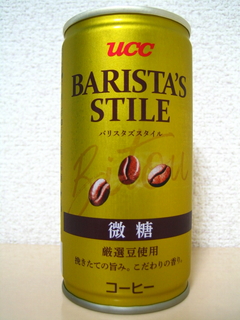 UCC
BARISTA'S
STILE
バリスタズスタイル
Bitou
微糖
厳選豆使用
挽きたての旨み。こだわりの香り。
コーヒー